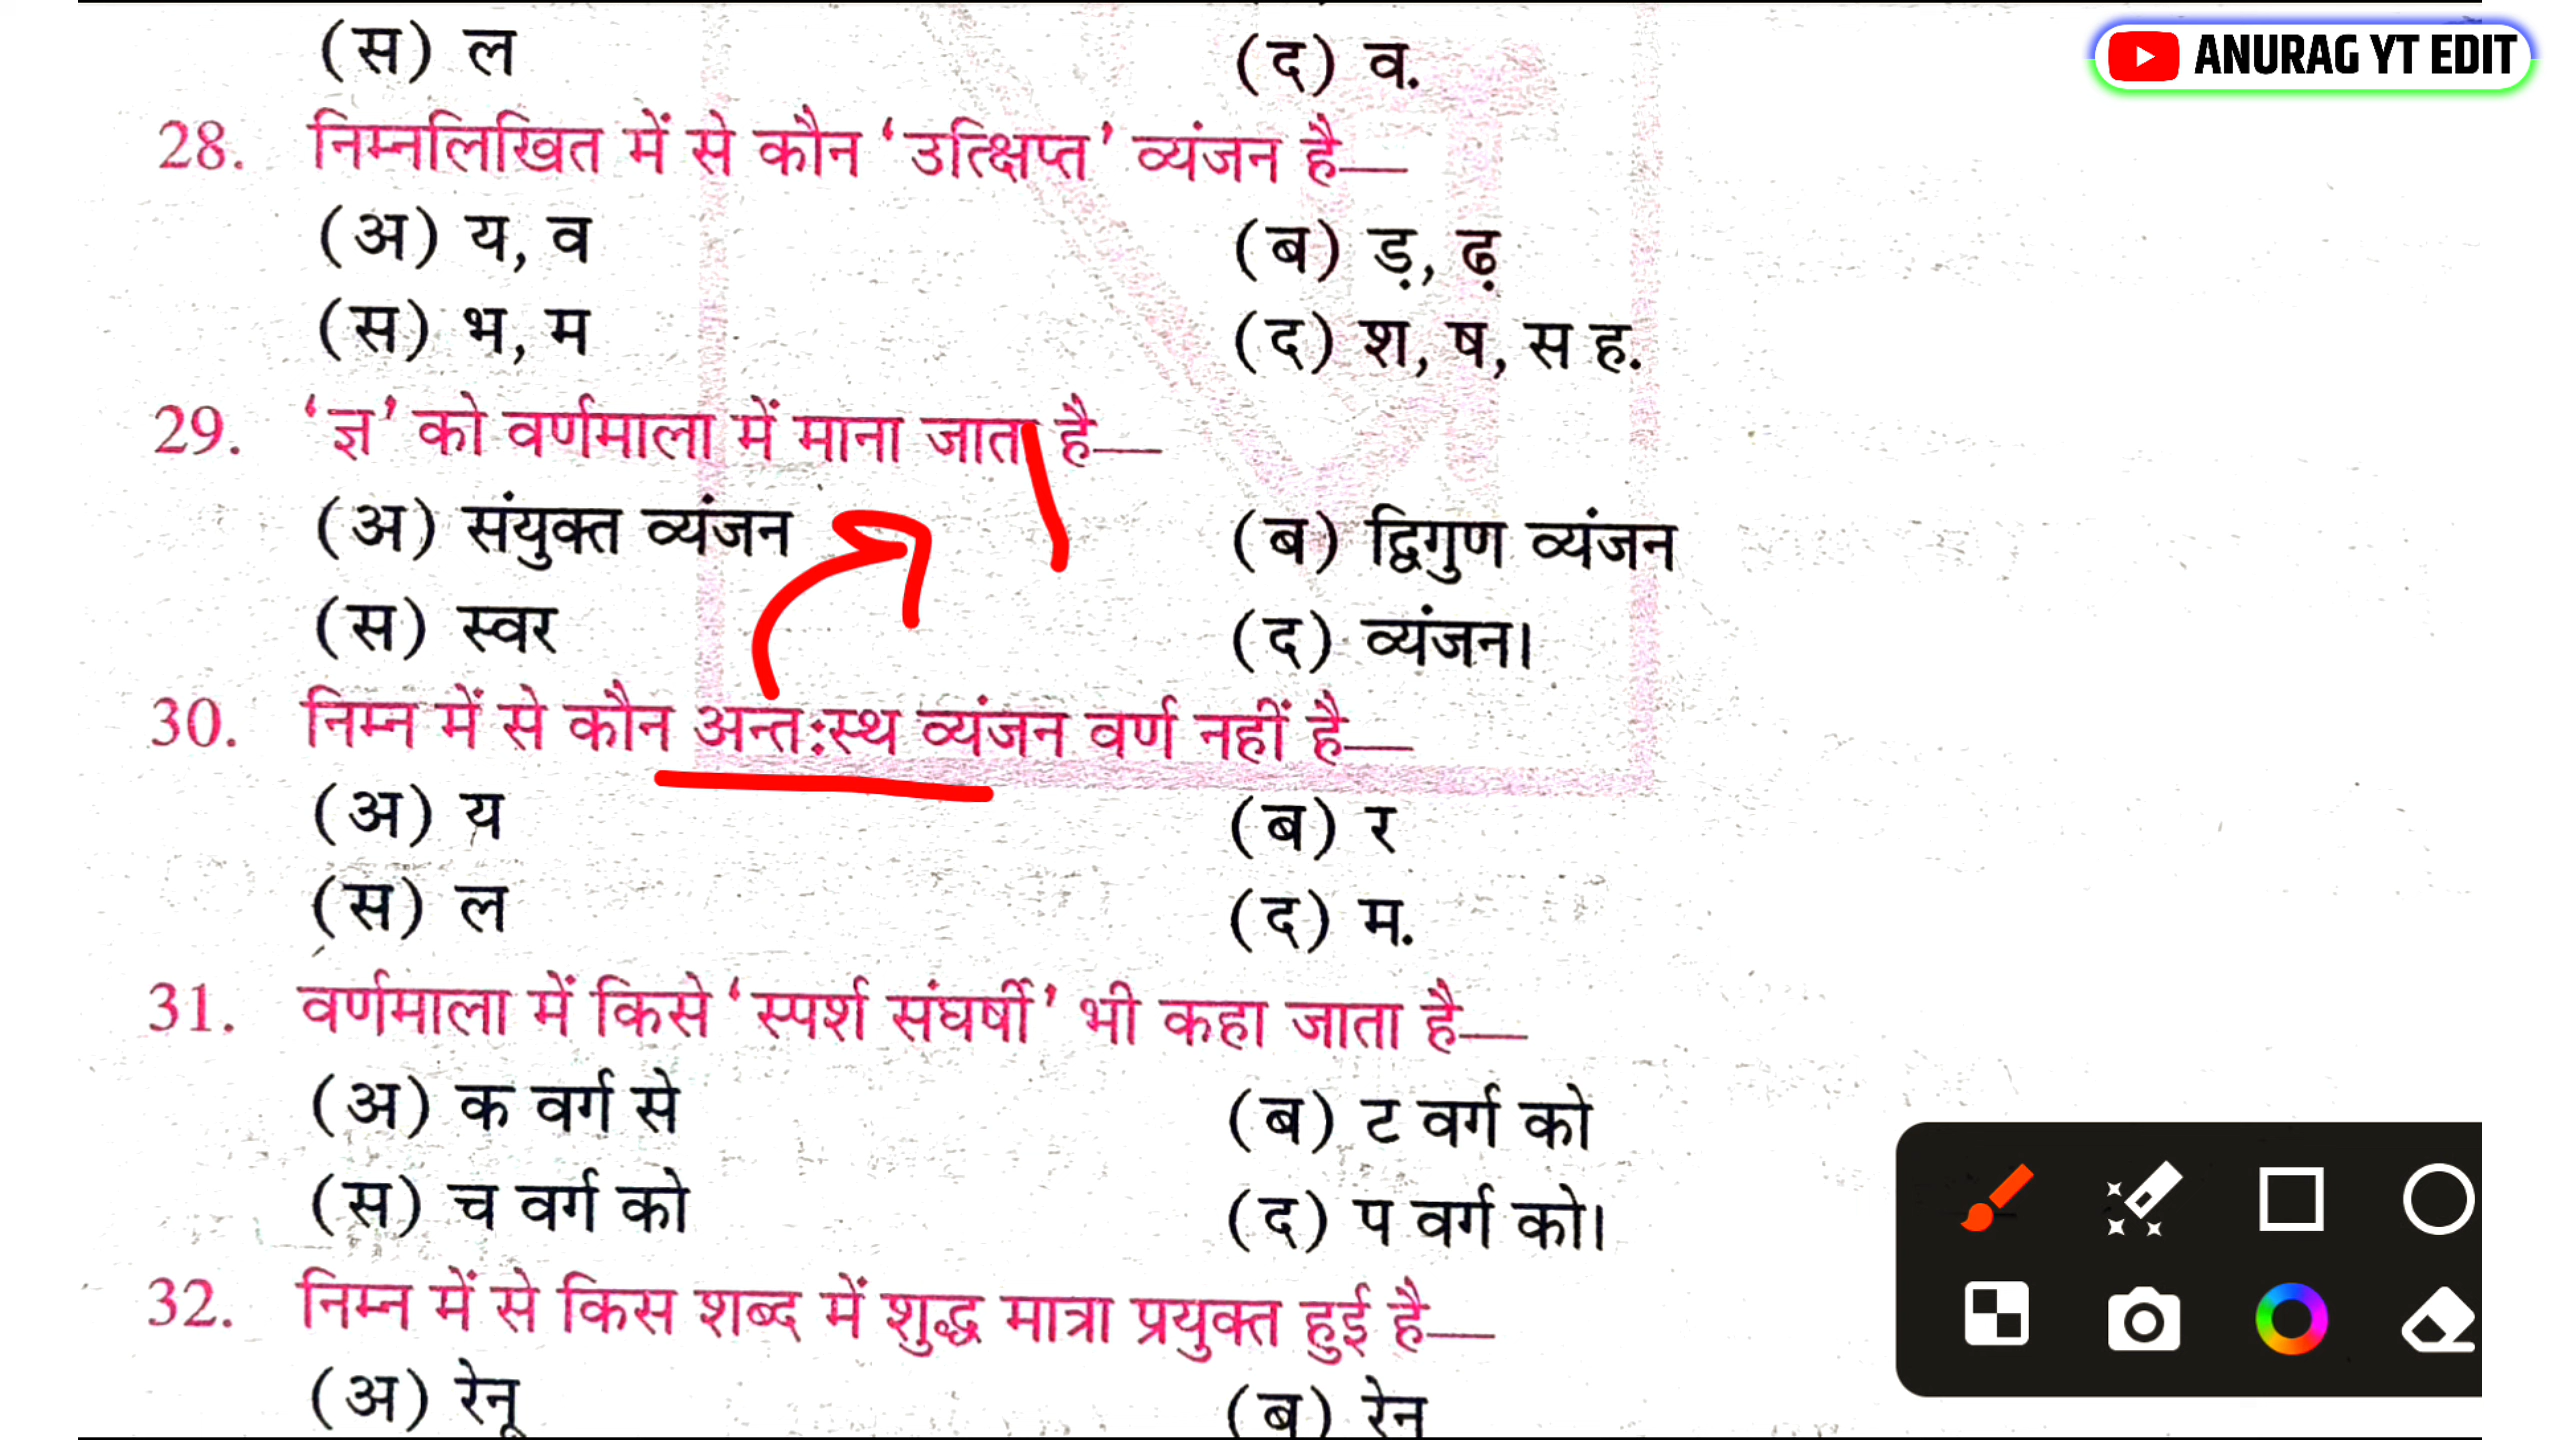 (स) ल (द) व.
ANURAG YT EDIT
28. निम्नलिखित में से कौन ‘उत्क्षिप्त’ व्यंजन है—
(अ) य, व (ब) ड़, ढ़
(स) भ, म (द) श, ष, स ह.
29. ‘ज्ञ’ को वर्णमाला में माना जाता है—
(अ) संयुक्त व्यंजन (ब) द्विगुण व्यंजन
(स) स्वर (द) व्यंजन।
30. निम्न में से कौन अन्तःस्थ व्यंजन वर्ण नहीं है—
(अ) य (ब) र
(स) ल (द) म.
31. वर्णमाला में किसे ‘स्पर्श संघर्षी’ भी कहा जाता है—
(अ) क वर्ग से (ब) ट वर्ग को
(स) च वर्ग को (द) प वर्ग को।
32. निम्न में से किस शब्द में शुद्ध मात्रा प्रयुक्त हुई है—
(अ) रेनू (ब)